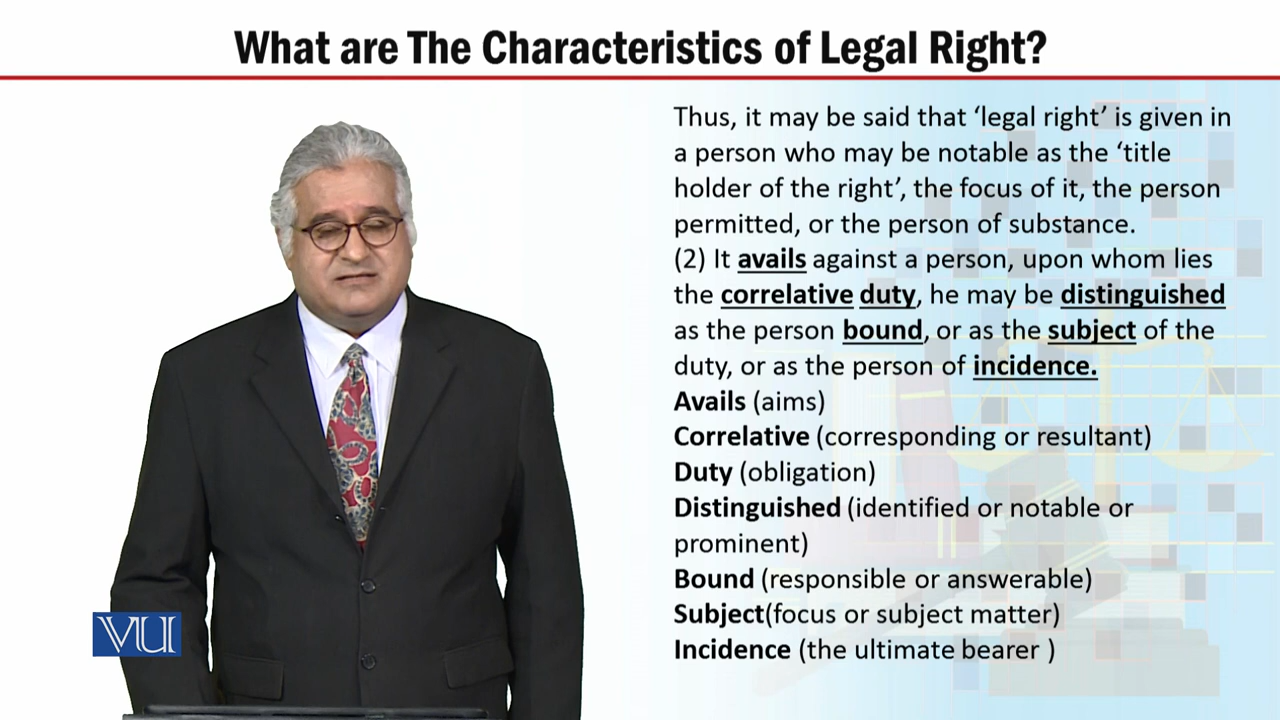 What are The Characteristics of Legal Right?
Thus, it may be said that ‘legal right’ is given in
a person who may be notable as the ‘title
holder of the right’, the focus of it, the person
permitted, or the person of substance.
(2) It avails against a person, upon whom lies
the correlative duty, he may be distinguished
as the person bound, or as the subject of the
duty, or as the person of incidence.
Avails (aims)
Correlative (corresponding or resultant)
Duty (obligation)
Distinguished (identified or notable or
prominent)
Bound (responsible or answerable)
Subject(focus or subject matter)
Incidence (the ultimate bearer )
VU